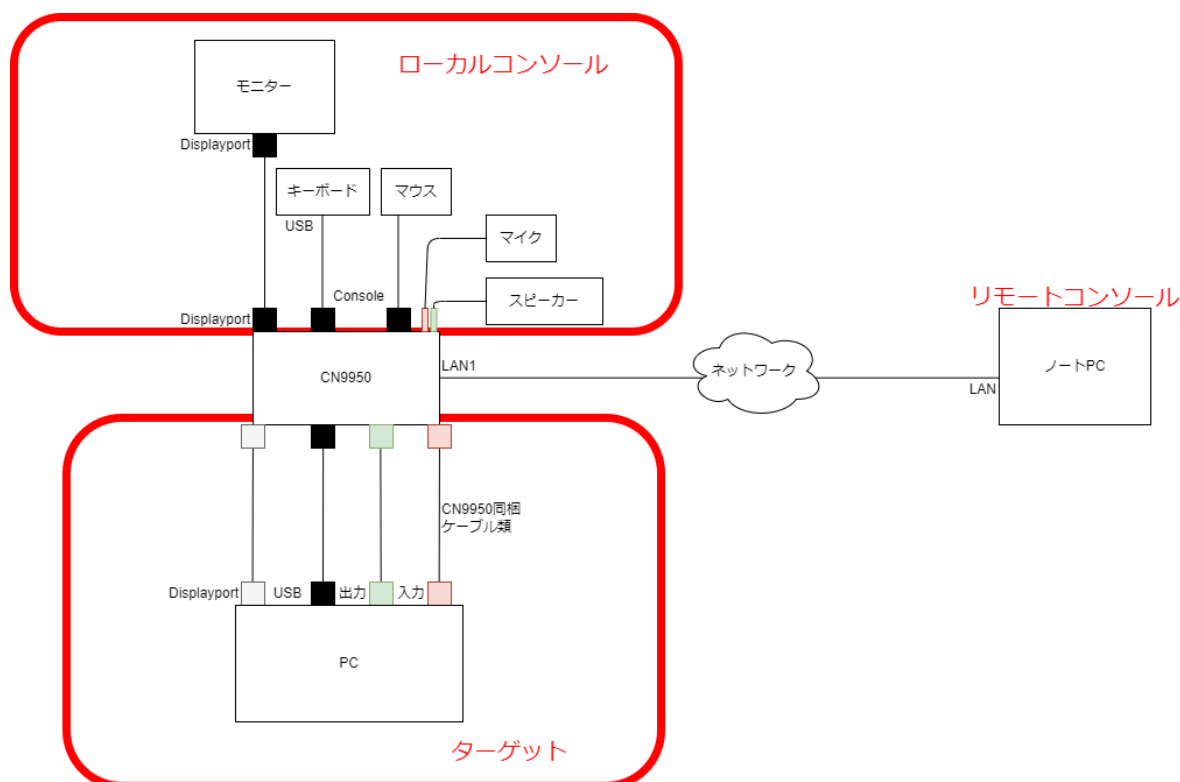 ローカルコンソール
モニター
Displayport
キーボード
マウス
USB
マイク
スピーカー
Console
Displayport
リモートコンソール
CN9950
LAN1
ネットワーク
LAN
ノートPC
CN9950同梱
ケーブル類
Displayport
USB
出力
入力
PC
ターゲット